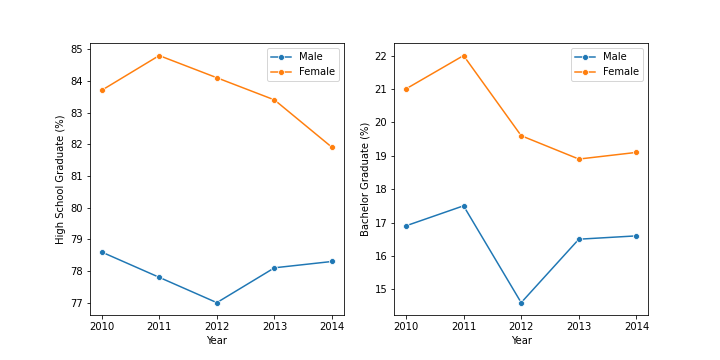 High School Graduate (%)
85
84
83
82
81
80
79
78
77
2010 2011 2012 2013 2014
Year
Male
Female
Bachelor Graduate (%)
22
21
20
19
18
17
16
15
2010 2011 2012 2013 2014
Year
Male
Female